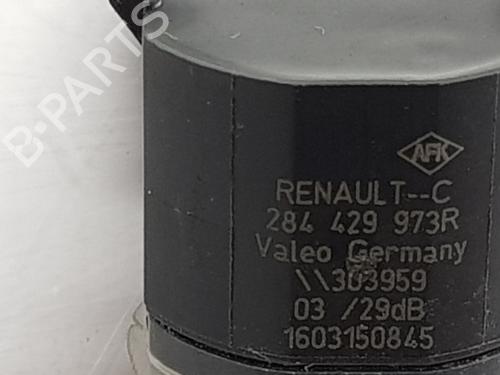 B-PARTS
AFK
RENAULT--C
284 429 973R
Valeo Germany
\\303959
03 /29dB
1603150845